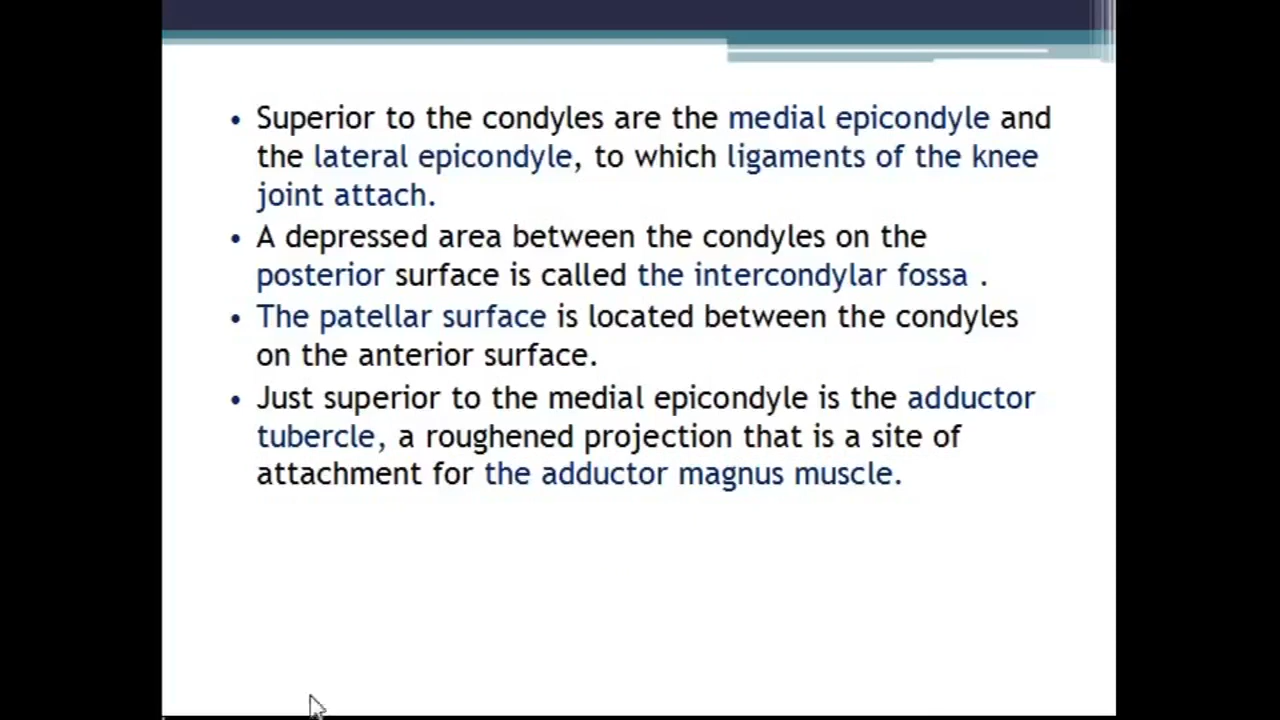 • Superior to the condyles are the medial epicondyle and
the lateral epicondyle, to which ligaments of the knee
joint attach.
• A depressed area between the condyles on the
posterior surface is called the intercondylar fossa .
• The patellar surface is located between the condyles
on the anterior surface.
• Just superior to the medial epicondyle is the adductor
tubercle, a roughened projection that is a site of
attachment for the adductor magnus muscle.